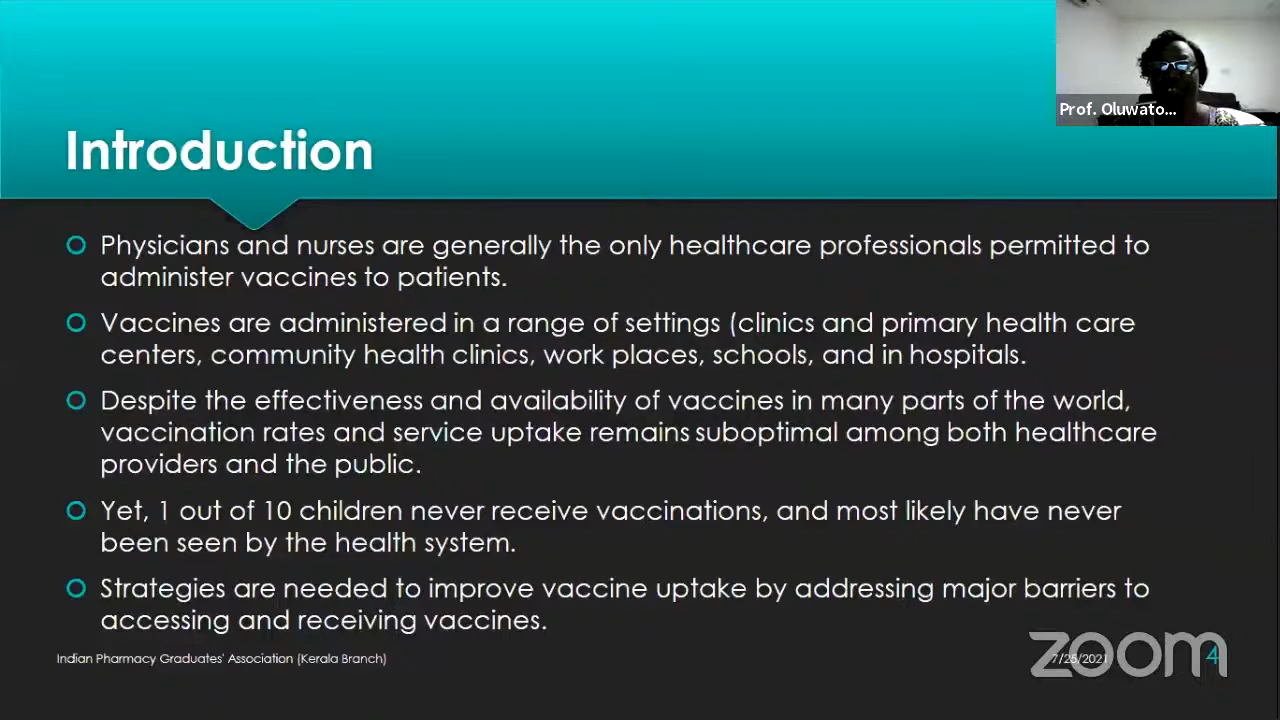 Prof. Oluwato...
Introduction
Physicians and nurses are generally the only healthcare professionals permitted to
administer vaccines to patients.
Vaccines are administered in a range of settings (clinics and primary health care
centers, community health clinics, work places, schools, and in hospitals.
Despite the effectiveness and availability of vaccines in many parts of the world,
vaccination rates and service uptake remains suboptimal among both healthcare
providers and the public.
Yet, 1 out of 10 children never receive vaccinations, and most likely have never
been seen by the health system.
Strategies are needed to improve vaccine uptake by addressing major barriers to
accessing and receiving vaccines.
Indian Pharmacy Graduates' Association (Kerala Branch)
7/25/2021
4
zoom